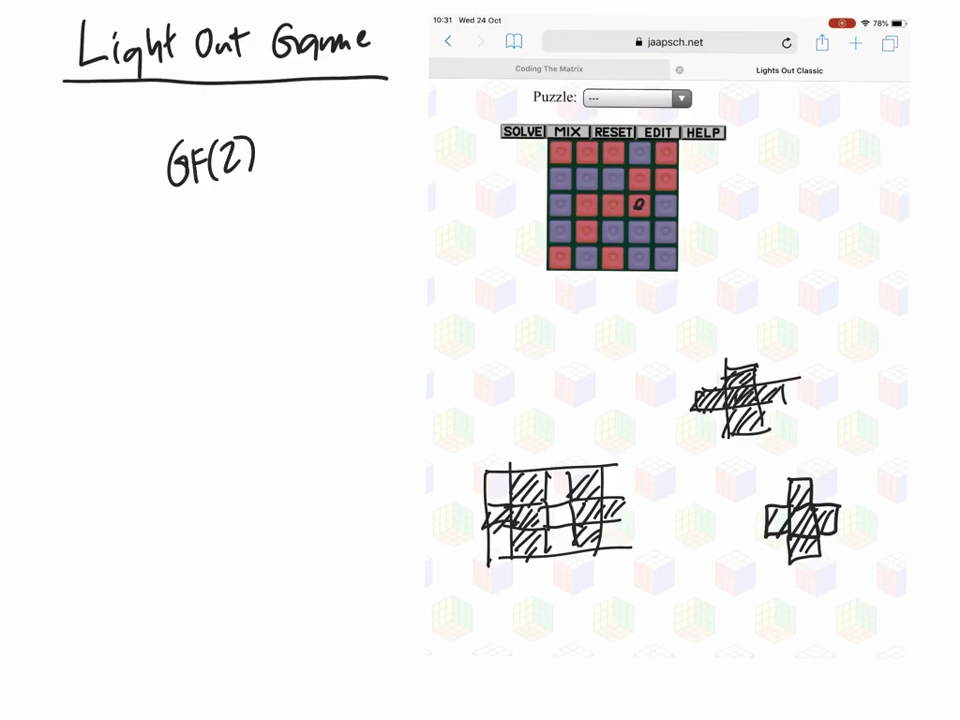 Light Out Game
GF(2)
10:31 Wed 24 Oct
78%
jaapsch.net
Coding The Matrix
Lights Out Classic
Puzzle: ---
SOLVE MIX RESET EDIT HELP